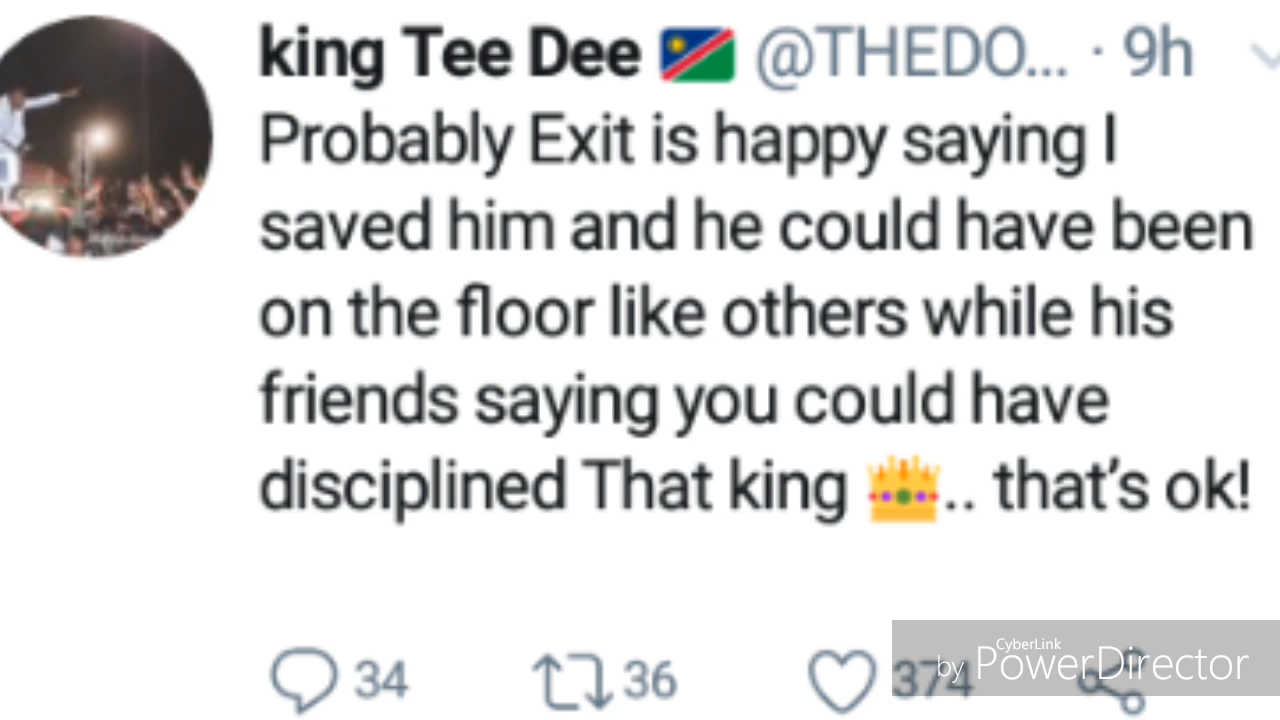 king Tee Dee 🇳🇦 @THEDO... · 9h
Probably Exit is happy saying I
saved him and he could have been
on the floor like others while his
friends saying you could have
disciplined That king 👑.. that's ok!
34 36 374
CyberLink
by PowerDirector